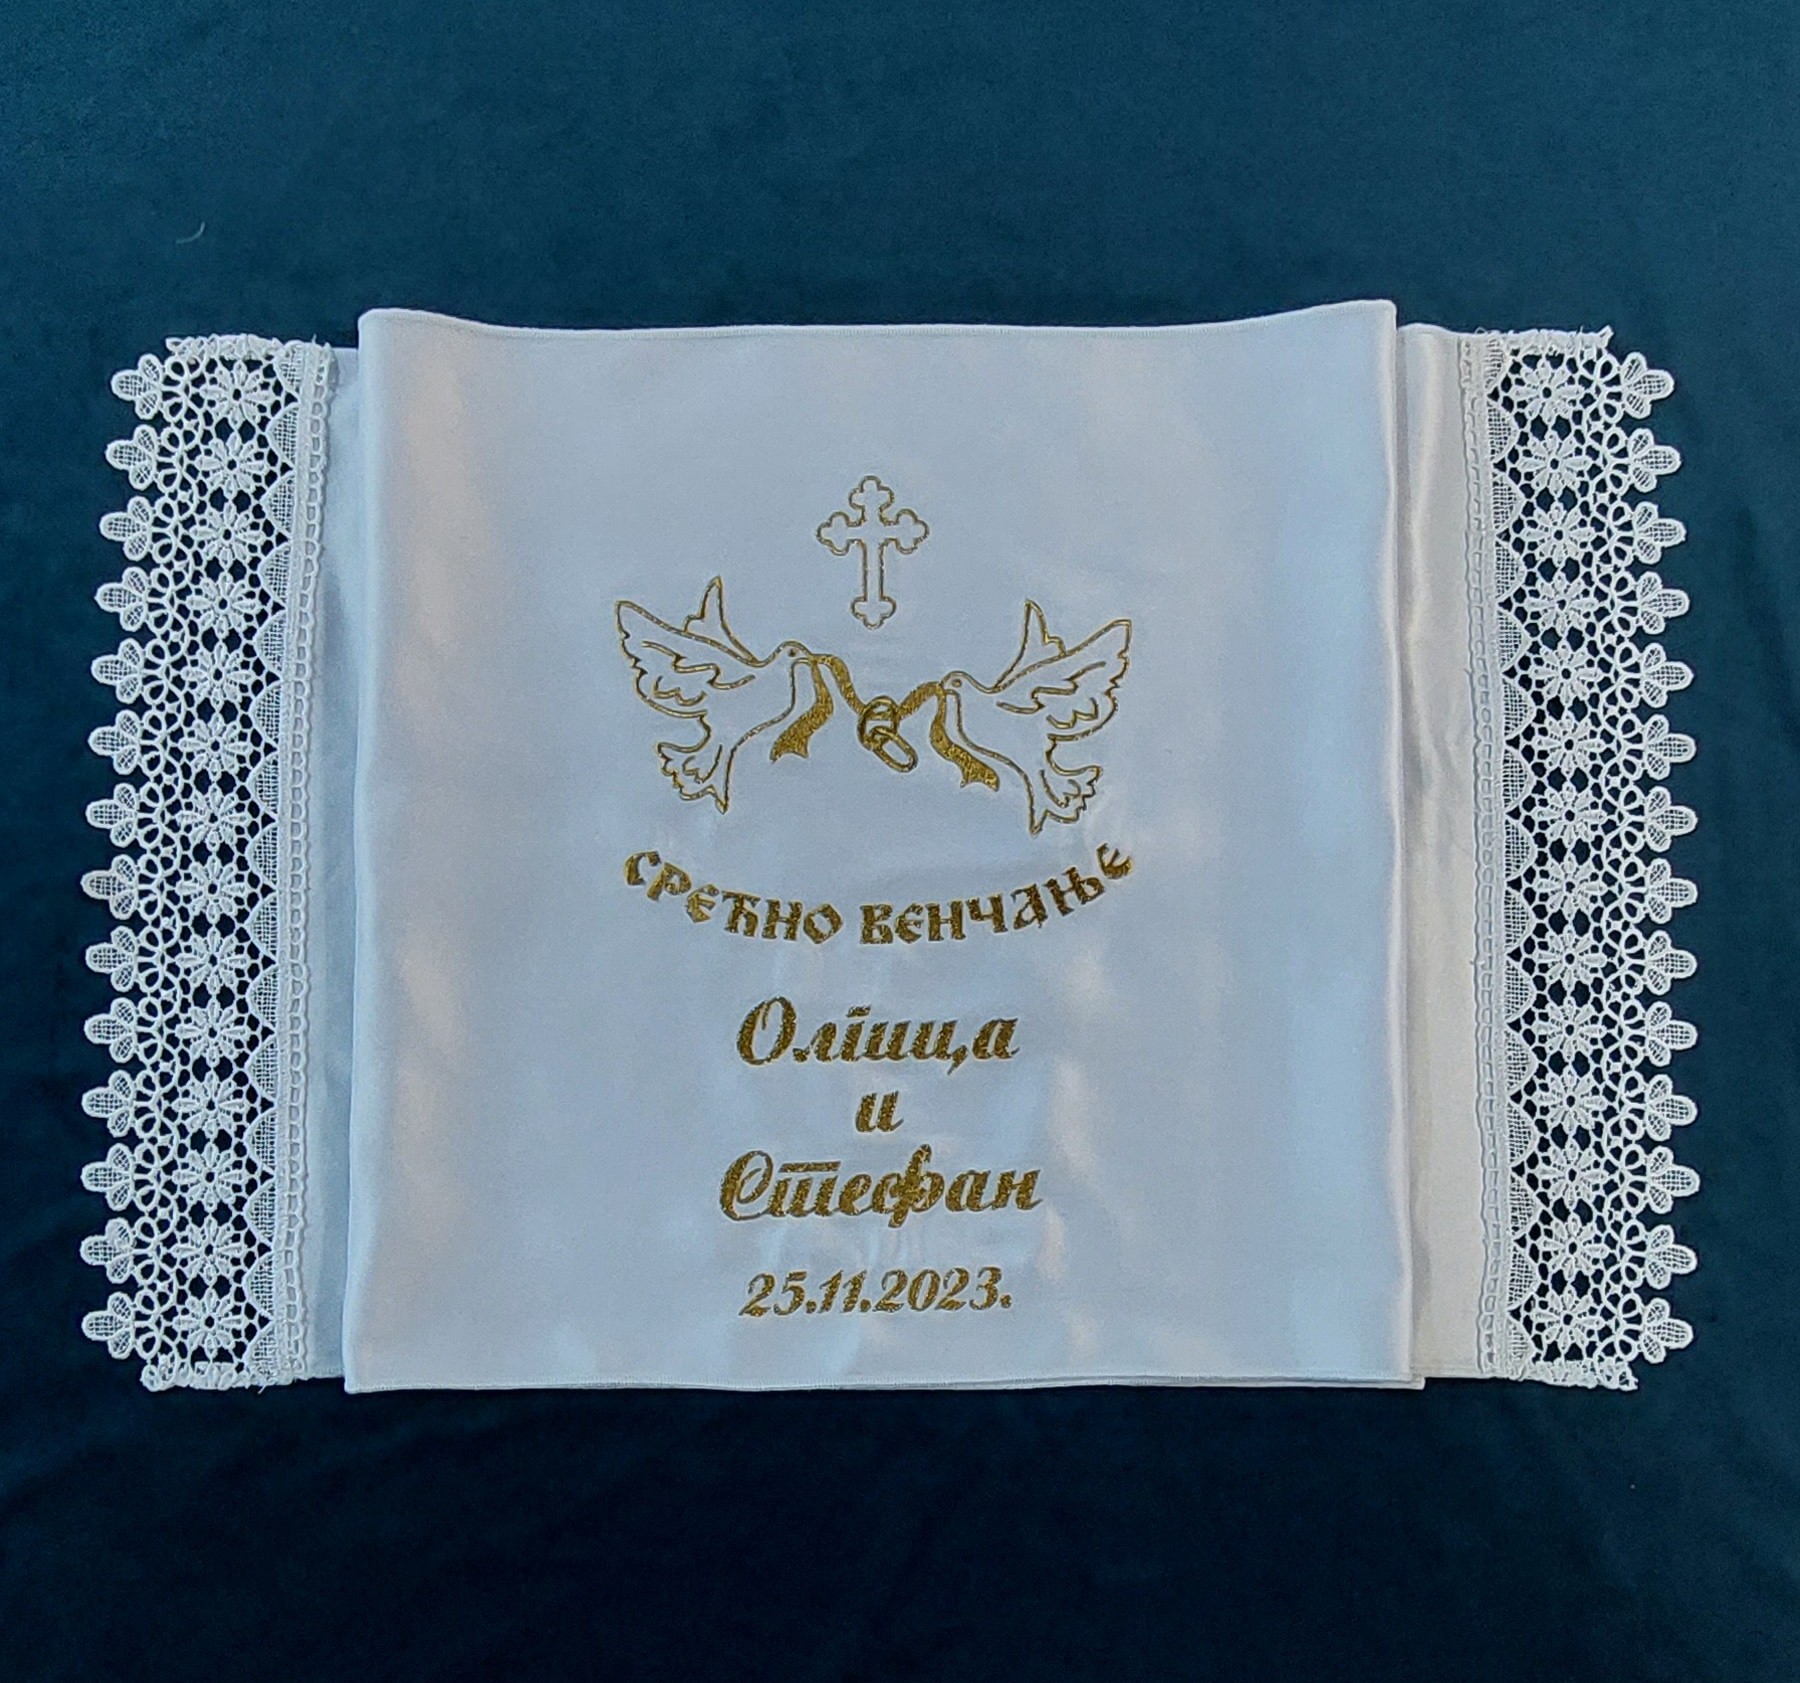 СРЕЋНО ВЕНЧАЊЕ
Олгица
и
Стефан
25.11.2023.